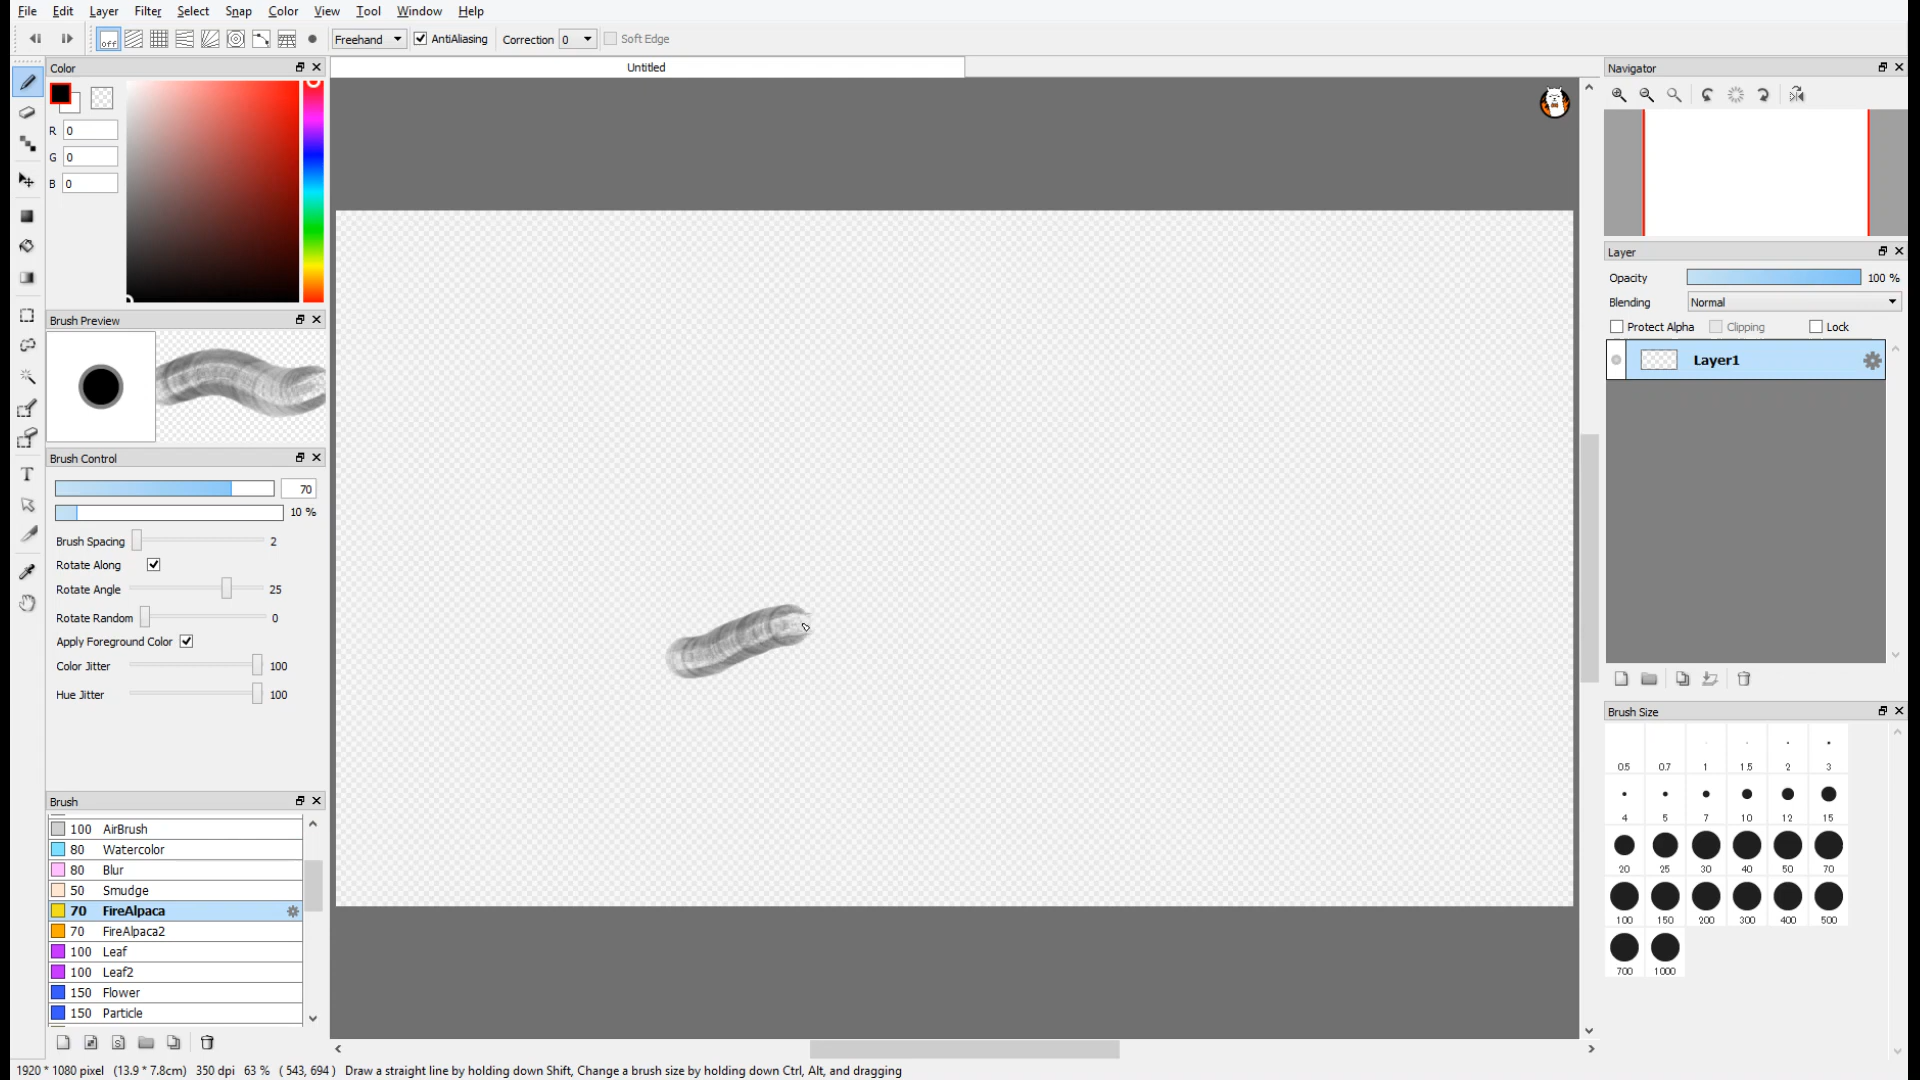 File Edit Layer Filter Select Snap Color View Tool Window Help
off Freehand AntiAliasing Correction 0 Soft Edge
Color
R 0
G 0
B 0
Brush Preview
Brush Control
70
10 %
Brush Spacing 2
Rotate Along
Rotate Angle 25
Rotate Random 0
Apply Foreground Color
Color Jitter 100
Hue Jitter 100
Brush
100 AirBrush
80 Watercolor
80 Blur
50 Smudge
70 FireAlpaca
70 FireAlpaca2
100 Leaf
100 Leaf2
150 Flower
150 Particle
Untitled
Navigator
Layer
Opacity 100 %
Blending Normal
Protect Alpha Clipping Lock
Layer1
Brush Size
0.5 0.7 1 1.5 2 3
4 5 7 10 12 15
20 25 30 40 50 70
100 150 200 300 400 500
700 1000
T
1920 * 1080 pixel (13.9 * 7.8cm) 350 dpi 63 % ( 543, 694 ) Draw a straight line by holding down Shift, Change a brush size by holding down Ctrl, Alt, and dragging